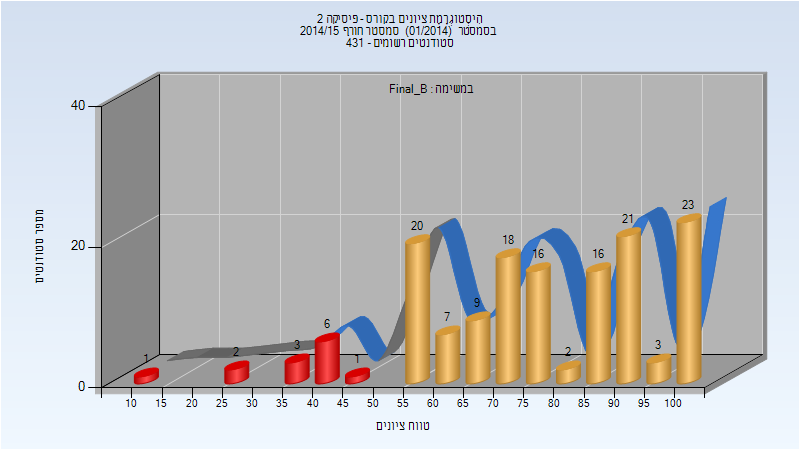 היסטוגרמת ציונים בקורס - פיסיקה 2
בסמסטר (01/2014) סמסטר חורף 2014/15
סטודנטים רשומים - 431
במשימה : Final_B
מספר סטודנטים
40
20
0
1
2
3
6
1
20
7
9
18
16
2
16
21
3
23
10 15 20 25 30 35 40 45 50 55 60 65 70 75 80 85 90 95 100
טווח ציונים